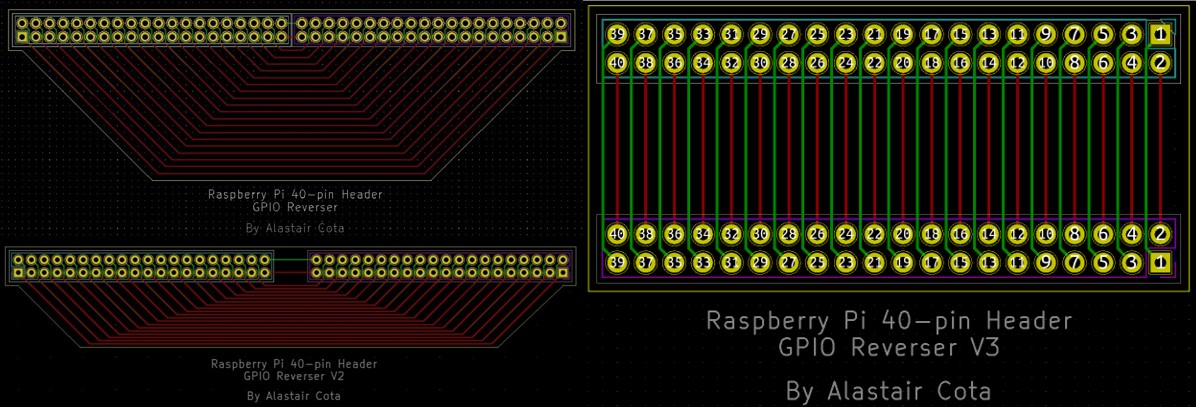 Raspberry Pi 40-pin Header
GPIO Reverser
By Alastair Cota
Raspberry Pi 40-pin Header
GPIO Reverser V2
By Alastair Cota
39 37 35 33 31 29 27 25 23 21 19 17 15 13 11 9 7 5 3 1
40 38 36 34 32 30 28 26 24 22 20 18 16 14 12 10 8 6 4 2
40 38 36 34 32 30 28 26 24 22 20 18 16 14 12 10 8 6 4 2
39 37 35 33 31 29 27 25 23 21 19 17 15 13 11 9 7 5 3 1
Raspberry Pi 40-pin Header
GPIO Reverser V3
By Alastair Cota